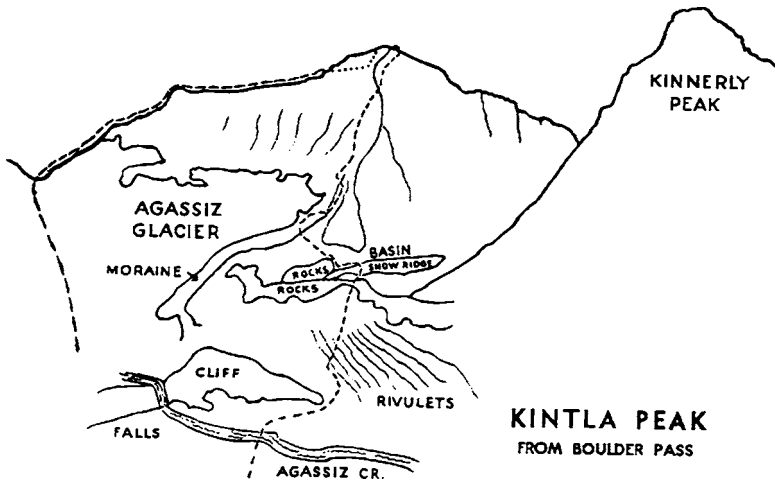 KINNERLY
PEAK
AGASSIZ
GLACIER
BASIN
SNOW RIDGE
ROCKS
ROCKS
MORAINE
CLIFF
RIVULETS
FALLS
KINTLA PEAK
FROM BOULDER PASS
AGASSIZ CR.